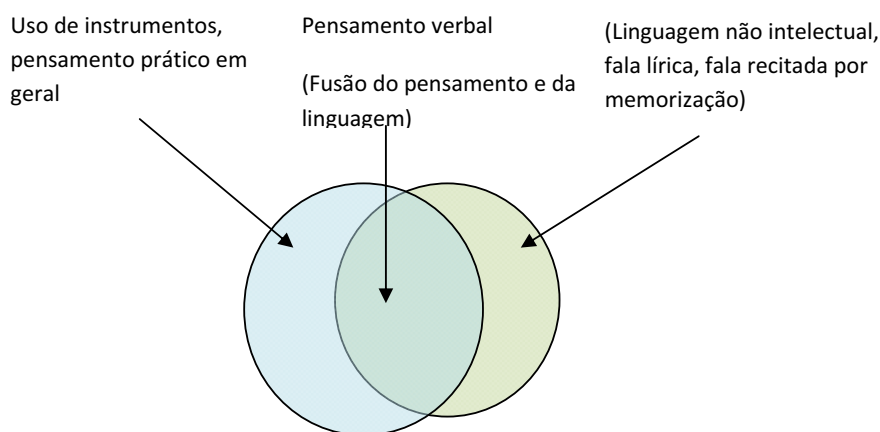 Uso de instrumentos,
pensamento prático em
geral
Pensamento verbal
(Fusão do pensamento e da
linguagem)
(Linguagem não intelectual,
fala lírica, fala recitada por
memorização)